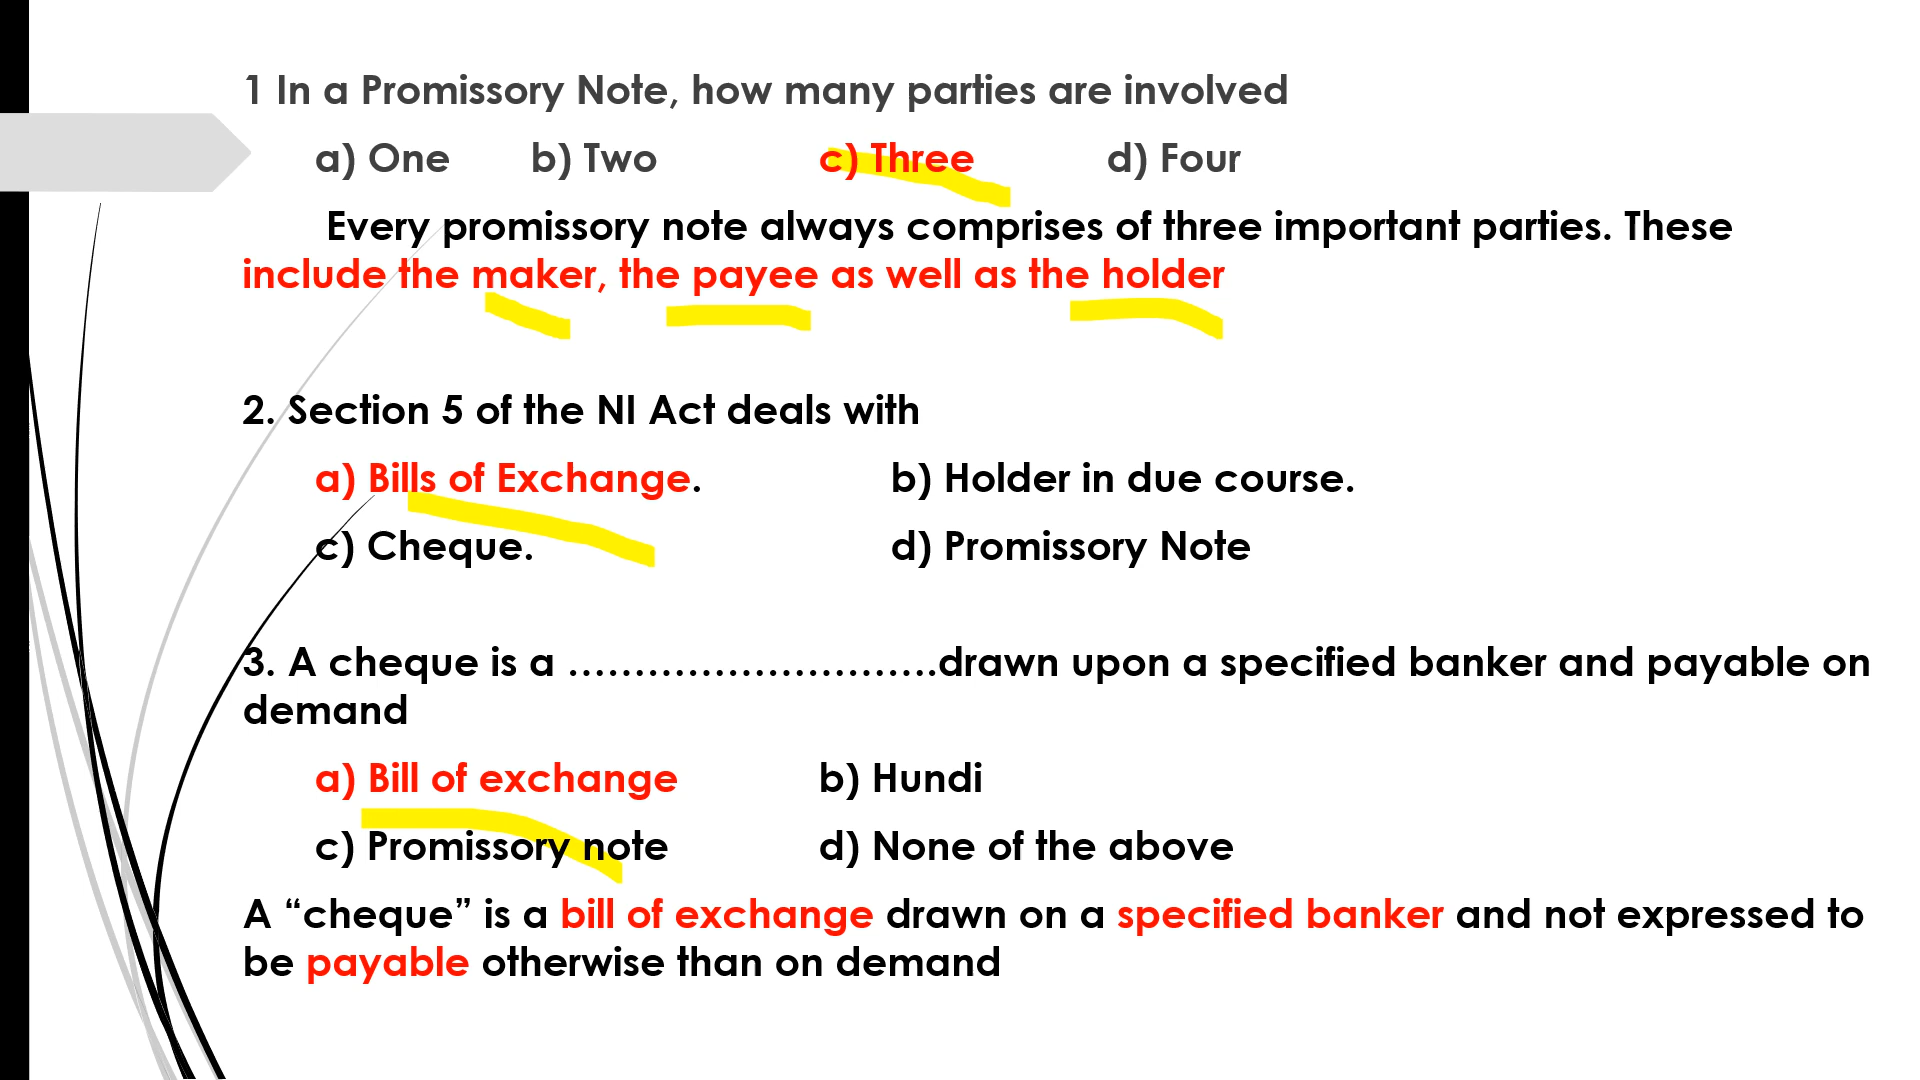 1 In a Promissory Note, how many parties are involved
a) One b) Two c) Three d) Four
Every promissory note always comprises of three important parties. These
include the maker, the payee as well as the holder
2. Section 5 of the NI Act deals with
a) Bills of Exchange. b) Holder in due course.
c) Cheque. d) Promissory Note
3. A cheque is a ……………………….drawn upon a specified banker and payable on
demand
a) Bill of exchange b) Hundi
c) Promissory note d) None of the above
A “cheque” is a bill of exchange drawn on a specified banker and not expressed to
be payable otherwise than on demand